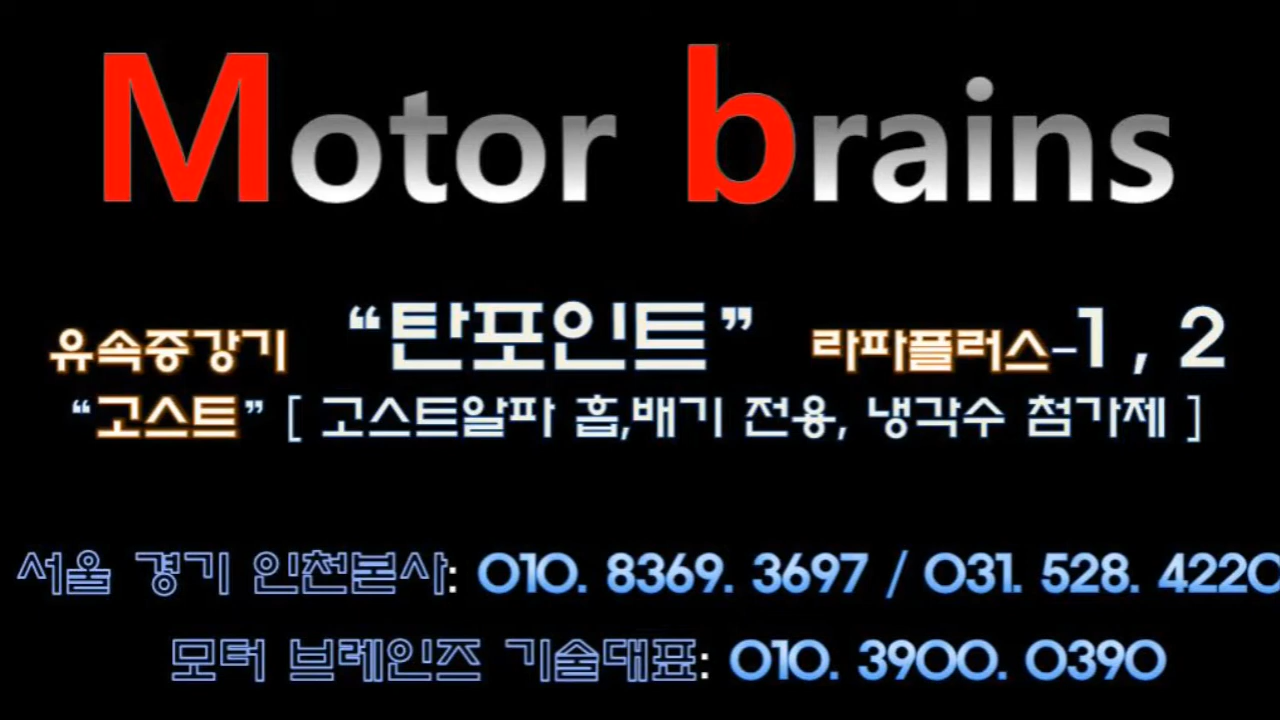 Motor brains
유속증강기 “탄포인트” 라파플러스-1 , 2
“고스트” [ 고스트알파 흡,배기 전용, 냉각수 첨가제 ]
서울 경기 인천본사: 010. 8369. 3697 / 031. 528. 4220
모터 브레인즈 기술대표: 010. 3900. 0390